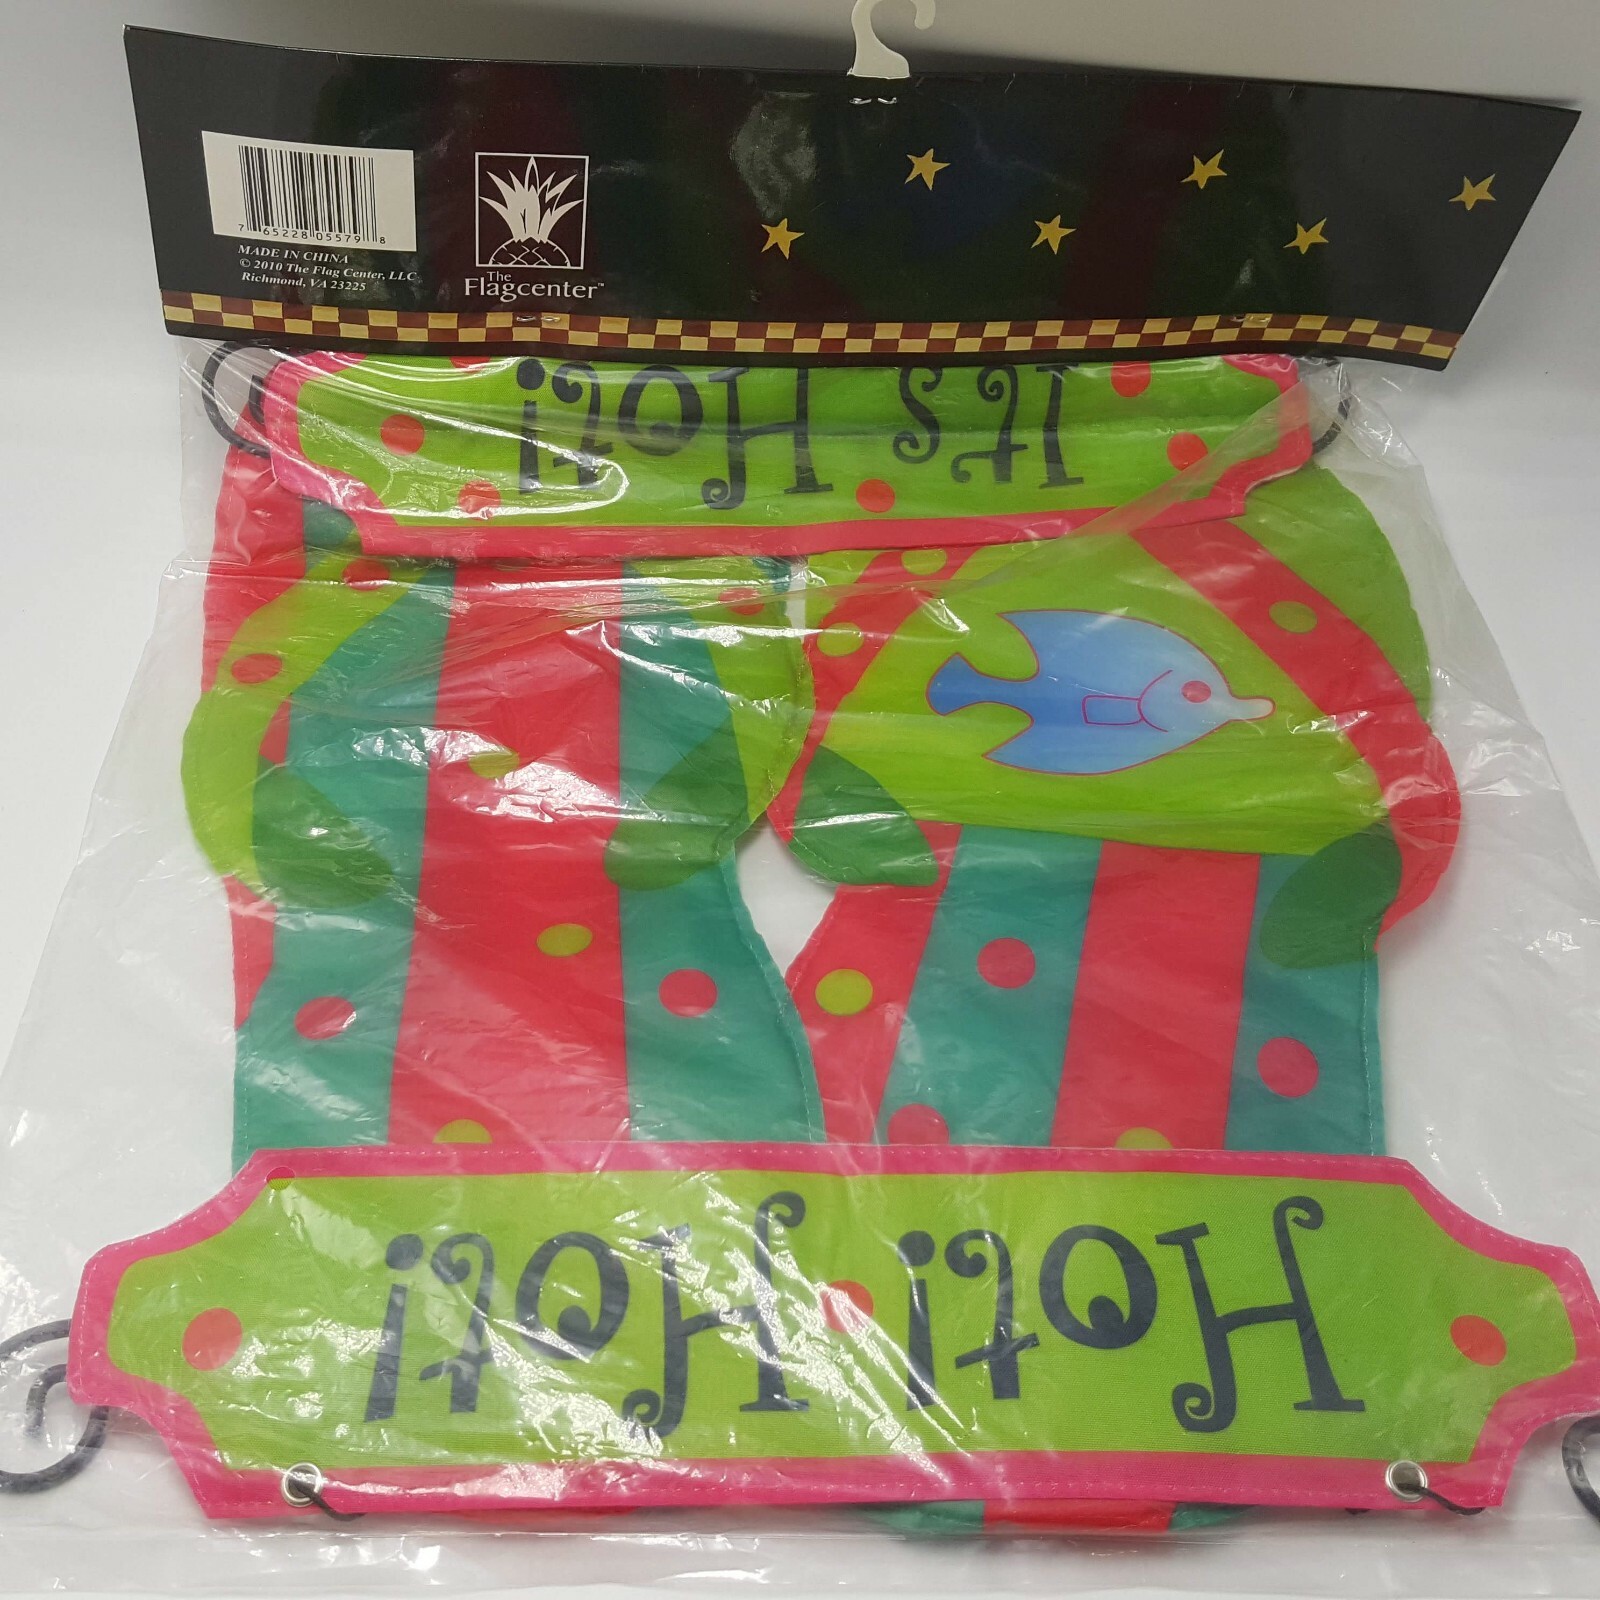 7 65228 05579 8
MADE IN CHINA
© 2010 The Flag Center, LLC
Richmond, VA 23225
The
Flagcenter™
It's Hot!
Hot! Hot!